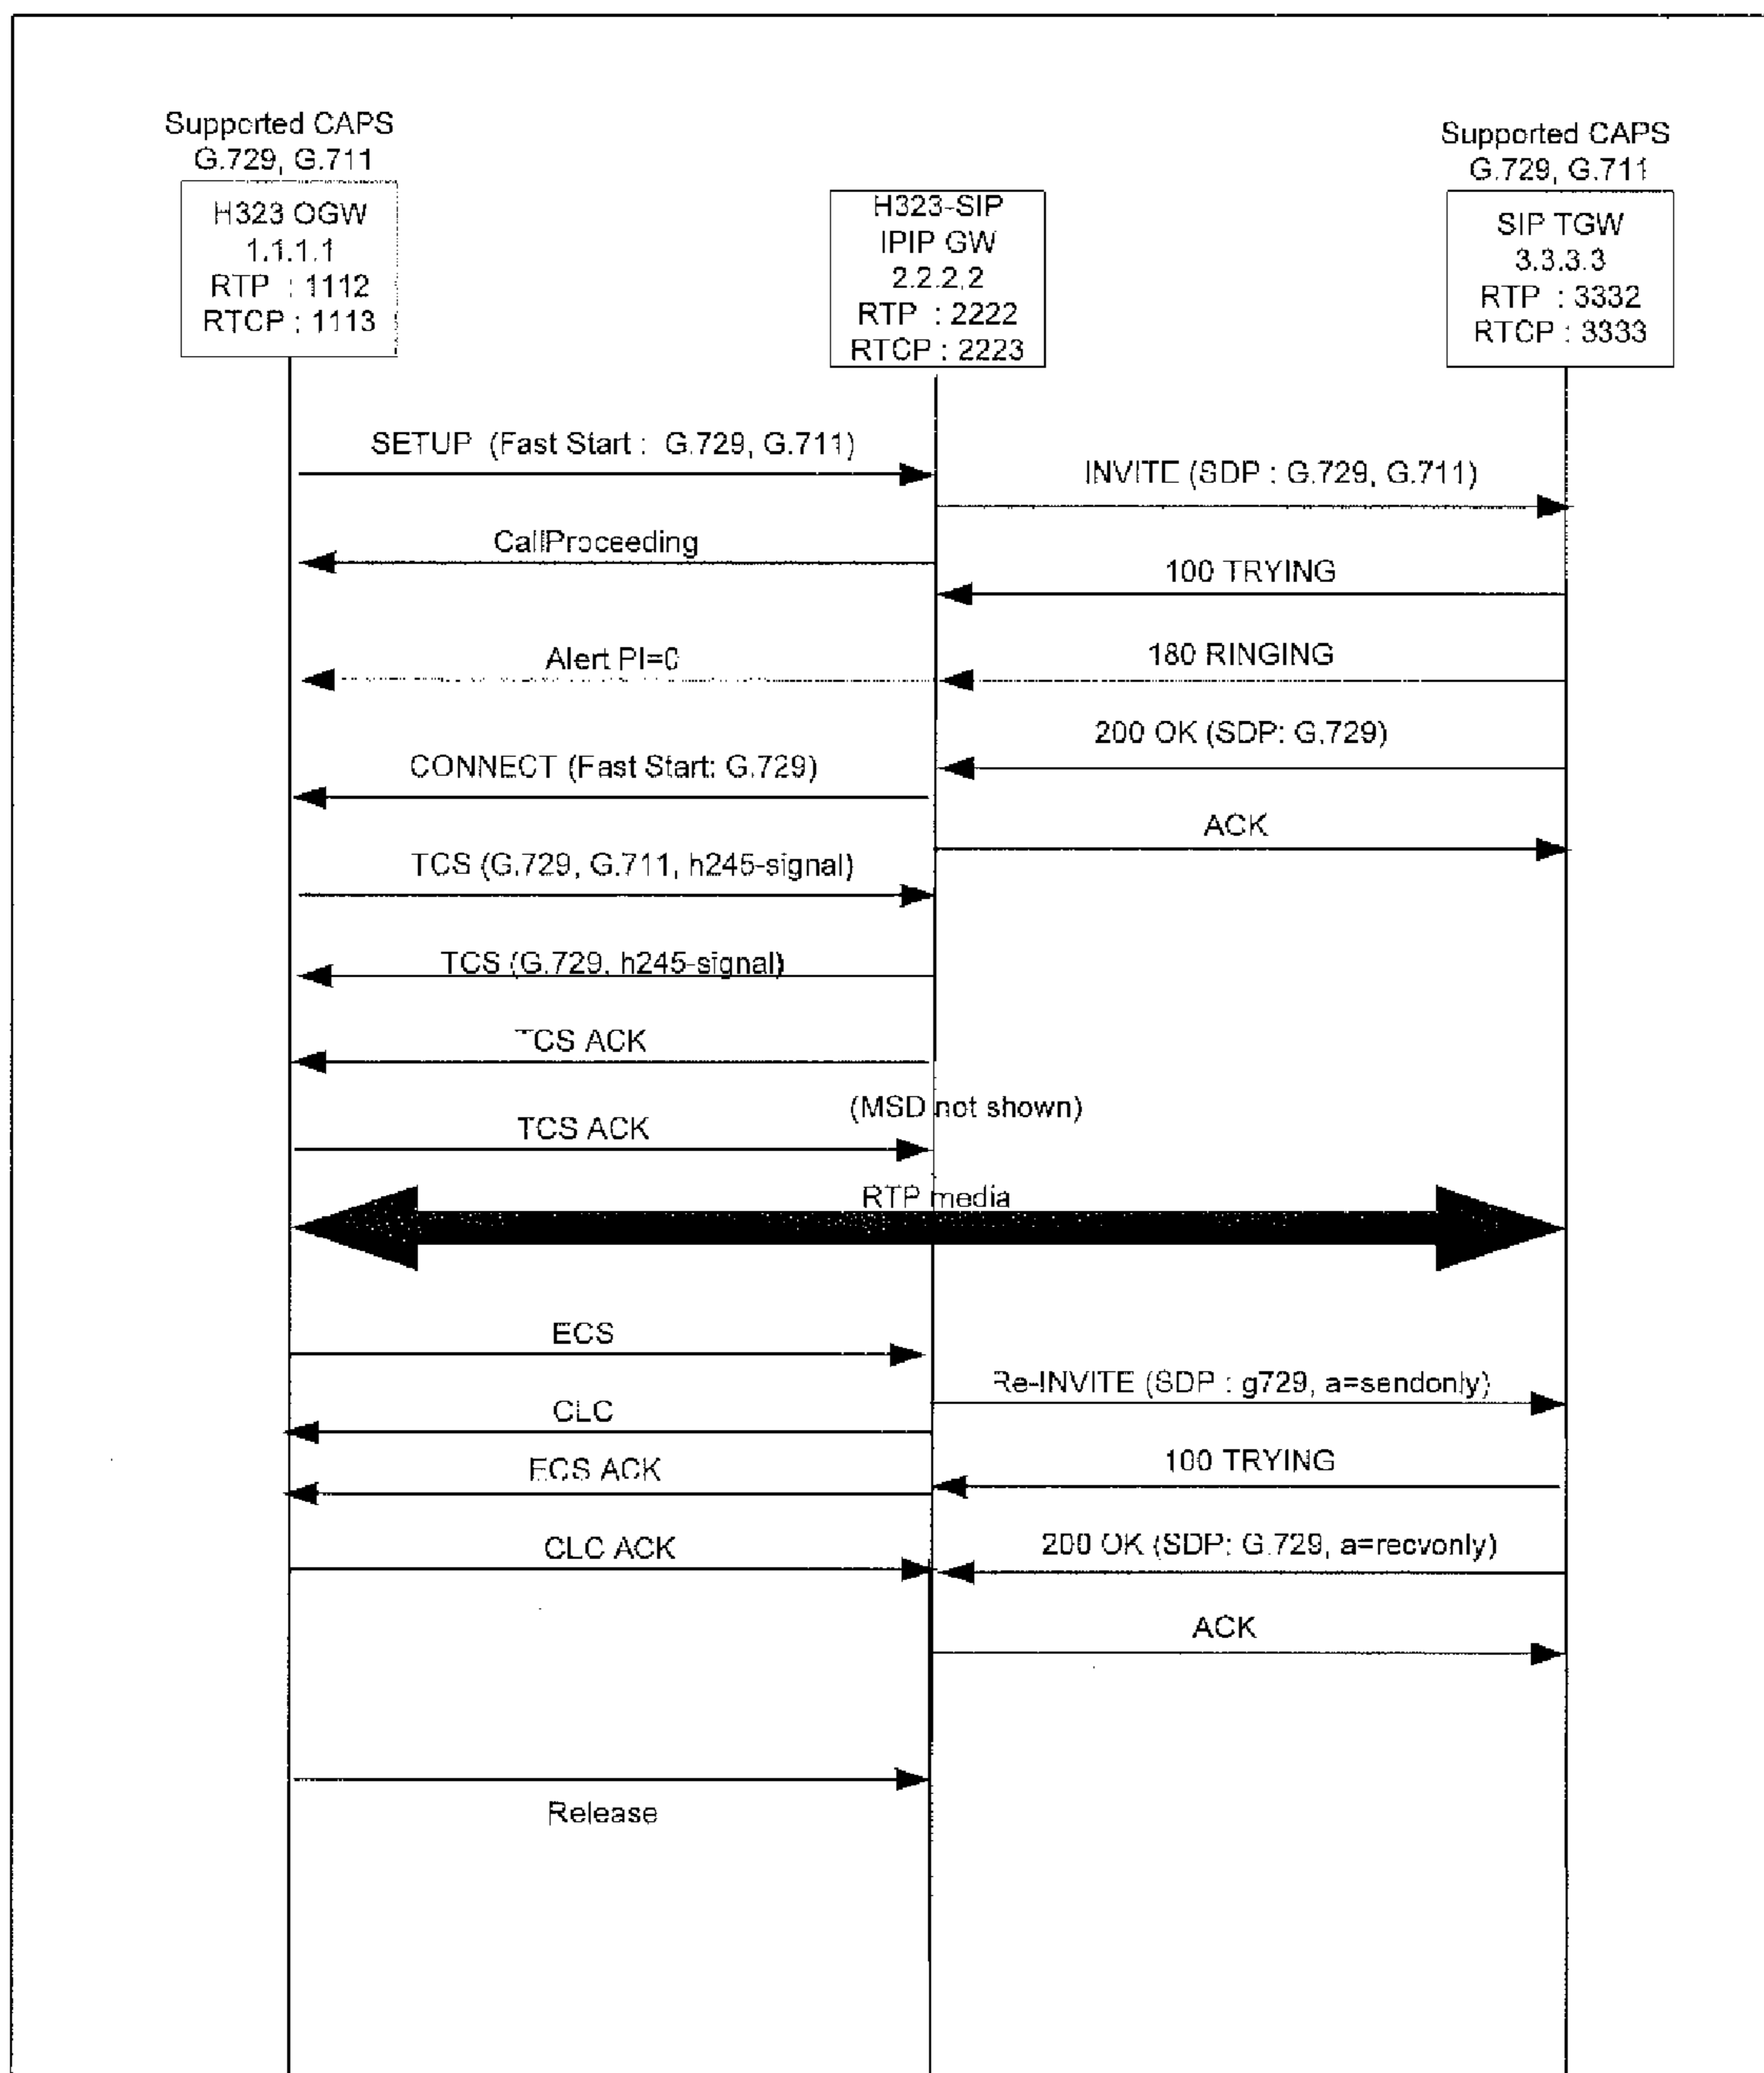 Supported CAPS
G.729, G.711
H323 OGW
1.1.1.1
RTP : 1112
RTCP : 1113
H323-SIP
IPIP GW
2.2.2.2
RTP : 2222
RTCP : 2223
Supported CAPS
G.729, G.711
SIP TGW
3.3.3.3
RTP : 3332
RTCP : 3333
SETUP (Fast Start : G.729, G.711)
INVITE (SDP : G.729, G.711)
CallProceeding
100 TRYING
Alert PI=0
180 RINGING
200 OK (SDP: G.729)
CONNECT (Fast Start: G.729)
ACK
TCS (G.729, G.711, h245-signal)
TCS (G.729, h245-signal)
TCS ACK
(MSD not shown)
TCS ACK
RTP media
ECS
Re-INVITE (SDP : g729, a=sendonly)
CLC
100 TRYING
ECS ACK
CLC ACK
200 OK (SDP: G.729, a=recvonly)
ACK
Release